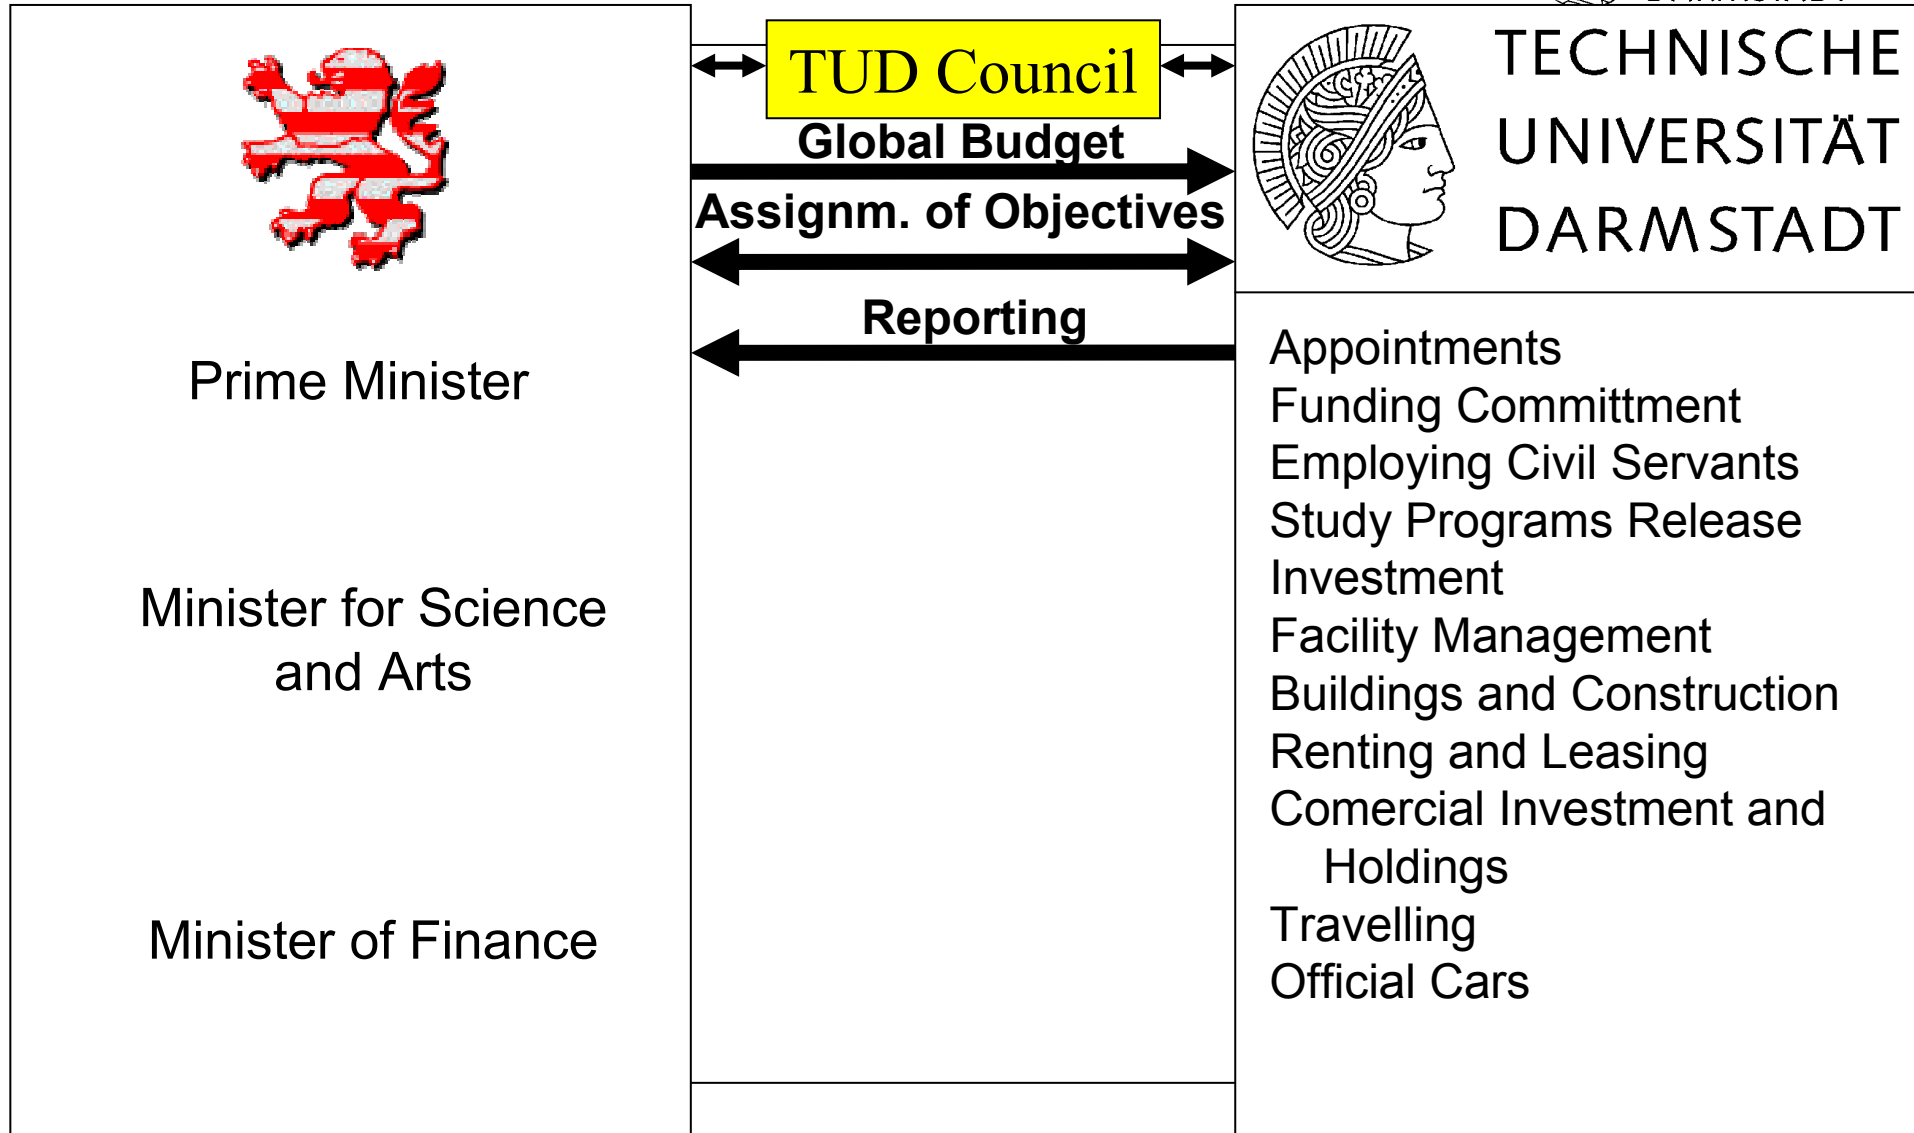 TUD Council
Global Budget
Assignm. of Objectives
Reporting
Prime Minister
Minister for Science
and Arts
Minister of Finance
TECHNISCHE
UNIVERSITÄT
DARMSTADT
Appointments
Funding Committment
Employing Civil Servants
Study Programs Release
Investment
Facility Management
Buildings and Construction
Renting and Leasing
Comercial Investment and
Holdings
Travelling
Official Cars